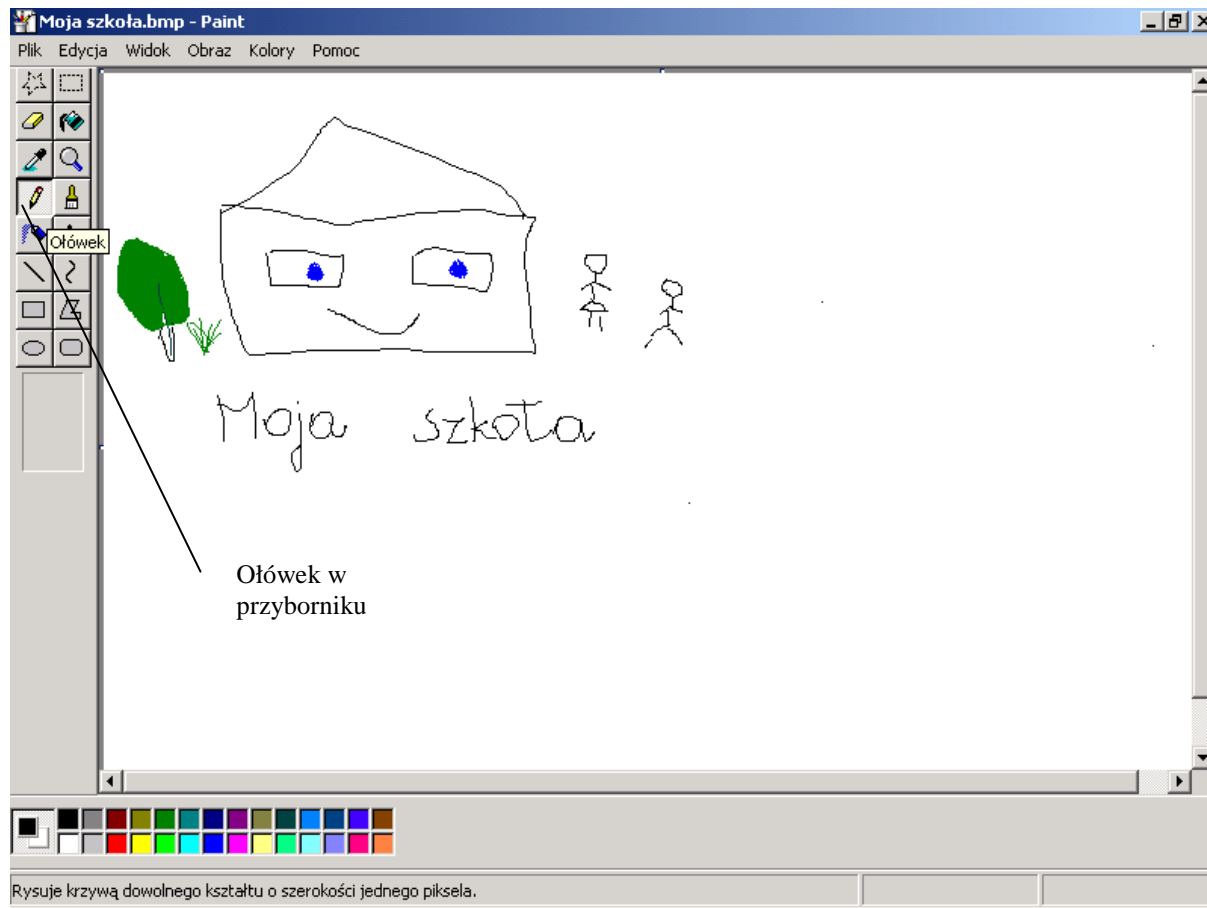 Moja szkoła.bmp - Paint
Plik Edycja Widok Obraz Kolory Pomoc
Ołówek
Moja szkoła
Ołówek w
przyborniku
Rysuje krzywą dowolnego kształtu o szerokości jednego piksela.